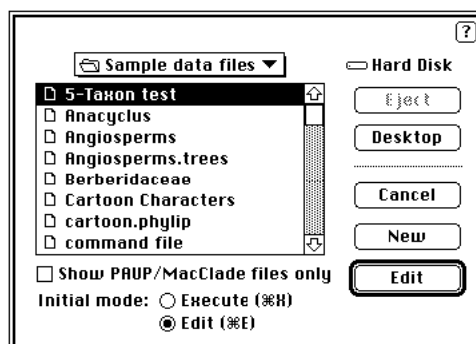 ?
Sample data files
Hard Disk
5-Taxon test
Anacyclus
Angiosperms
Angiosperms.trees
Berberidaceae
Cartoon Characters
cartoon.phylip
command file
Eject
Desktop
Cancel
New
Edit
Show PAUP/MacClade files only
Initial mode: Execute (⌘X)
Edit (⌘E)